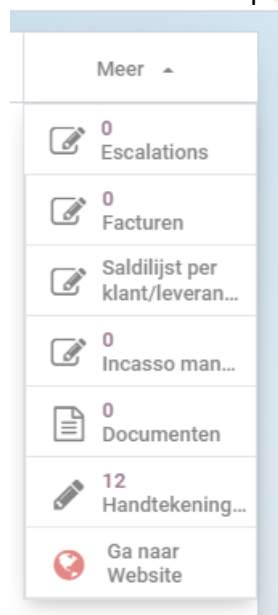 Meer
0
Escalations
0
Facturen
Saldilijst per
klant/leveran...
0
Incasso man...
0
Documenten
12
Handtekening...
Ga naar
Website